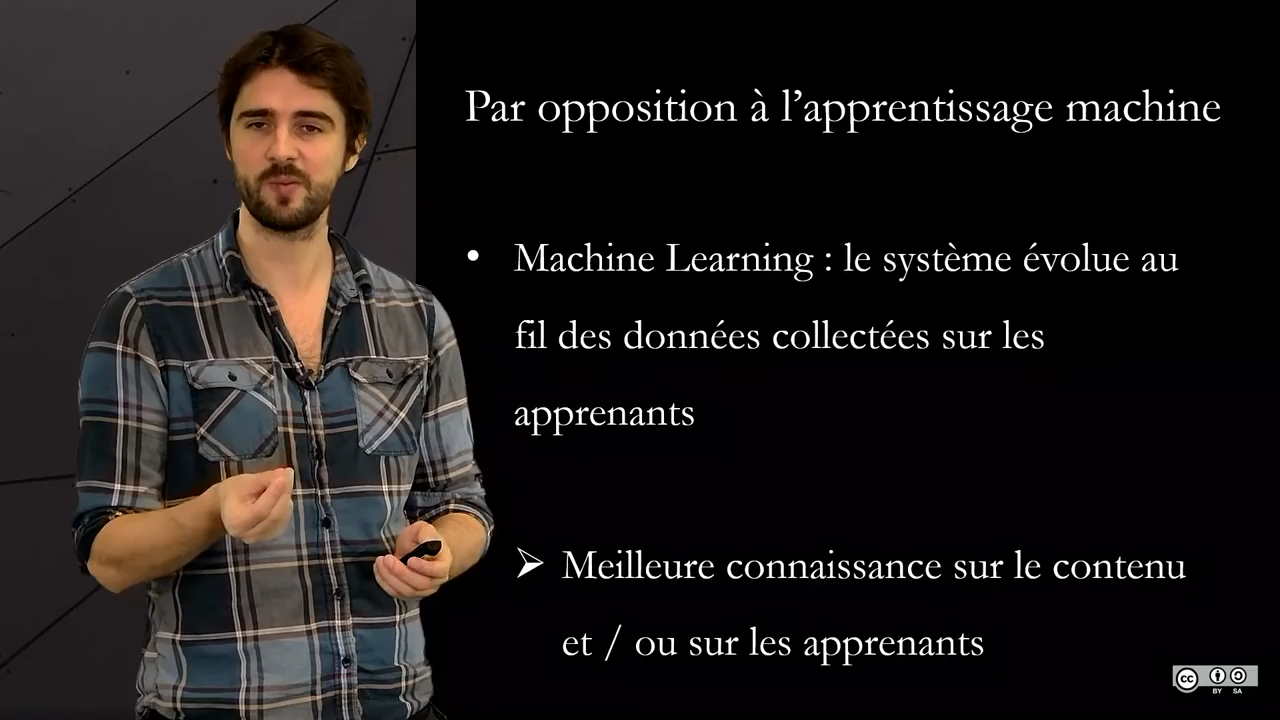 Par opposition à l’apprentissage machine
• Machine Learning : le système évolue au
fil des données collectées sur les
apprenants
➢ Meilleure connaissance sur le contenu
et / ou sur les apprenants
cc
BY SA